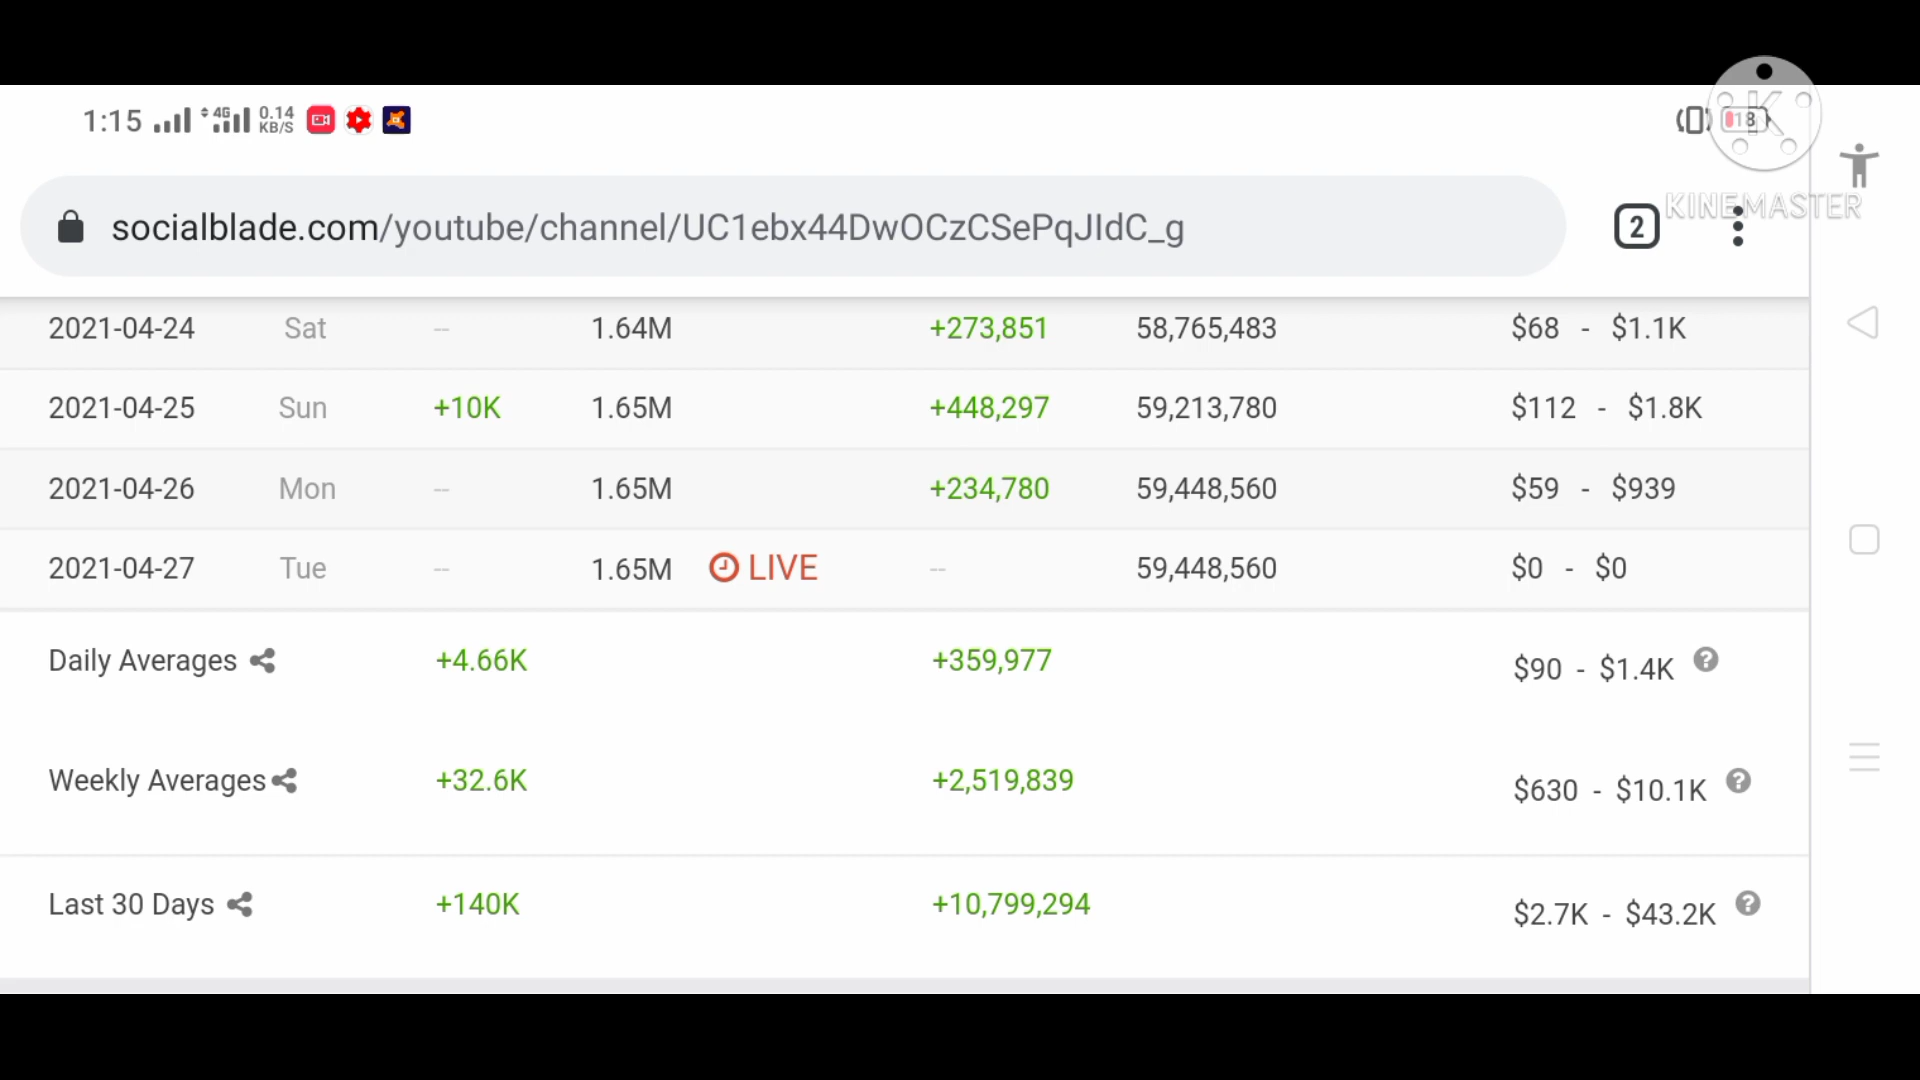 1:15 4G 0.14 KB/S 18
KINEMASTER
socialblade.com/youtube/channel/UC1ebx44DwOCzCSePqJIdC_g 2
2021-04-24 Sat -- 1.64M +273,851 58,765,483 $68 - $1.1K
2021-04-25 Sun +10K 1.65M +448,297 59,213,780 $112 - $1.8K
2021-04-26 Mon -- 1.65M +234,780 59,448,560 $59 - $939
2021-04-27 Tue -- 1.65M LIVE -- 59,448,560 $0 - $0
Daily Averages +4.66K +359,977 $90 - $1.4K ?
Weekly Averages +32.6K +2,519,839 $630 - $10.1K ?
Last 30 Days +140K +10,799,294 $2.7K - $43.2K ?